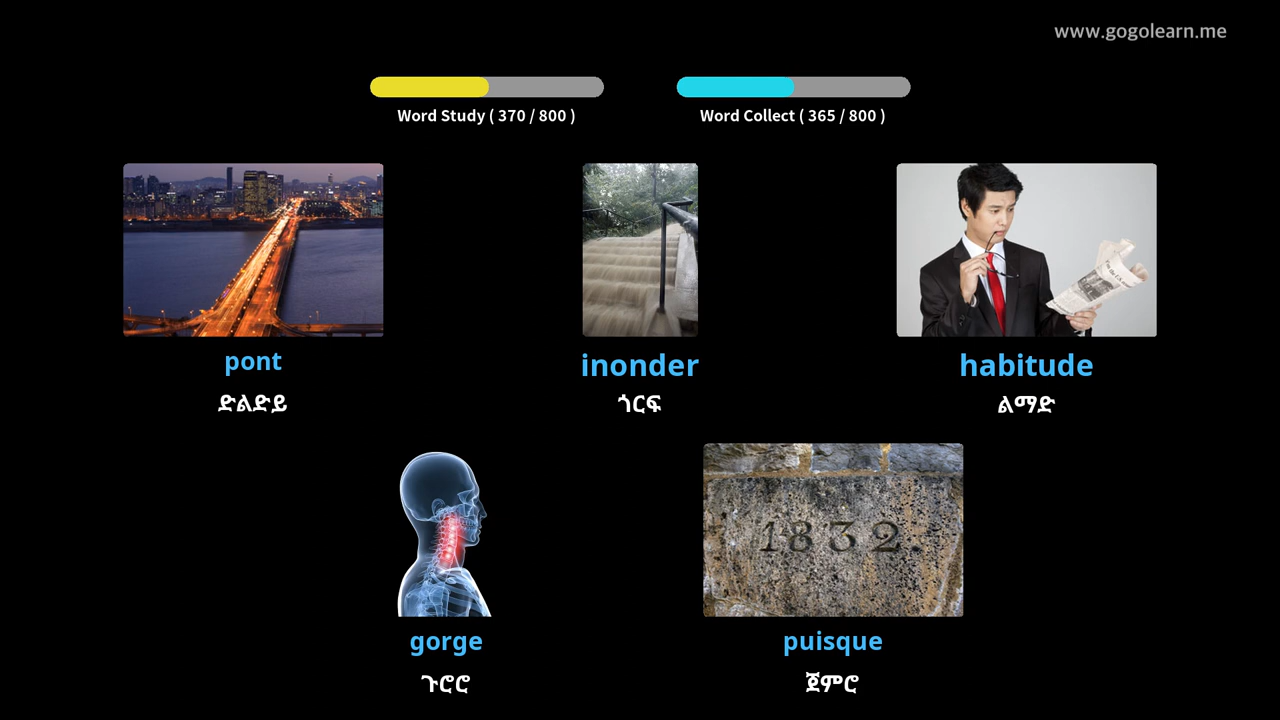 www.gogolearn.me
Word Study ( 370 / 800 )
Word Collect ( 365 / 800 )
pont
ድልድይ
inonder
ጎርፍ
habitude
ልማድ
1832.
gorge
ጉሮሮ
puisque
ጀምሮ